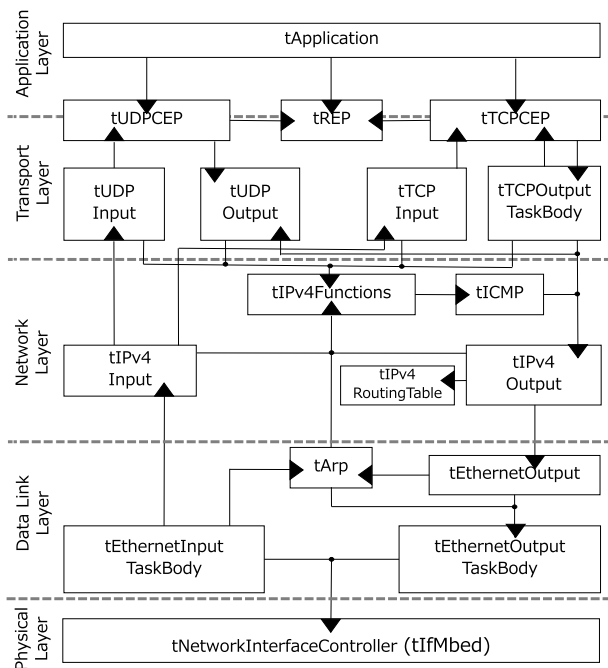 Application
Layer
tApplication
tUDPCEP
tREP
tTCPCEP
Transport
Layer
tUDP
Input
tUDP
Output
tTCP
Input
tTCPOutput
TaskBody
Network
Layer
tIPv4Functions
tICMP
tIPv4
Input
tIPv4
RoutingTable
tIPv4
Output
Data Link
Layer
tArp
tEthernetOutput
tEthernetInput
TaskBody
tEthernetOutput
TaskBody
Physical
Layer
tNetworkInterfaceController (tIfMbed)